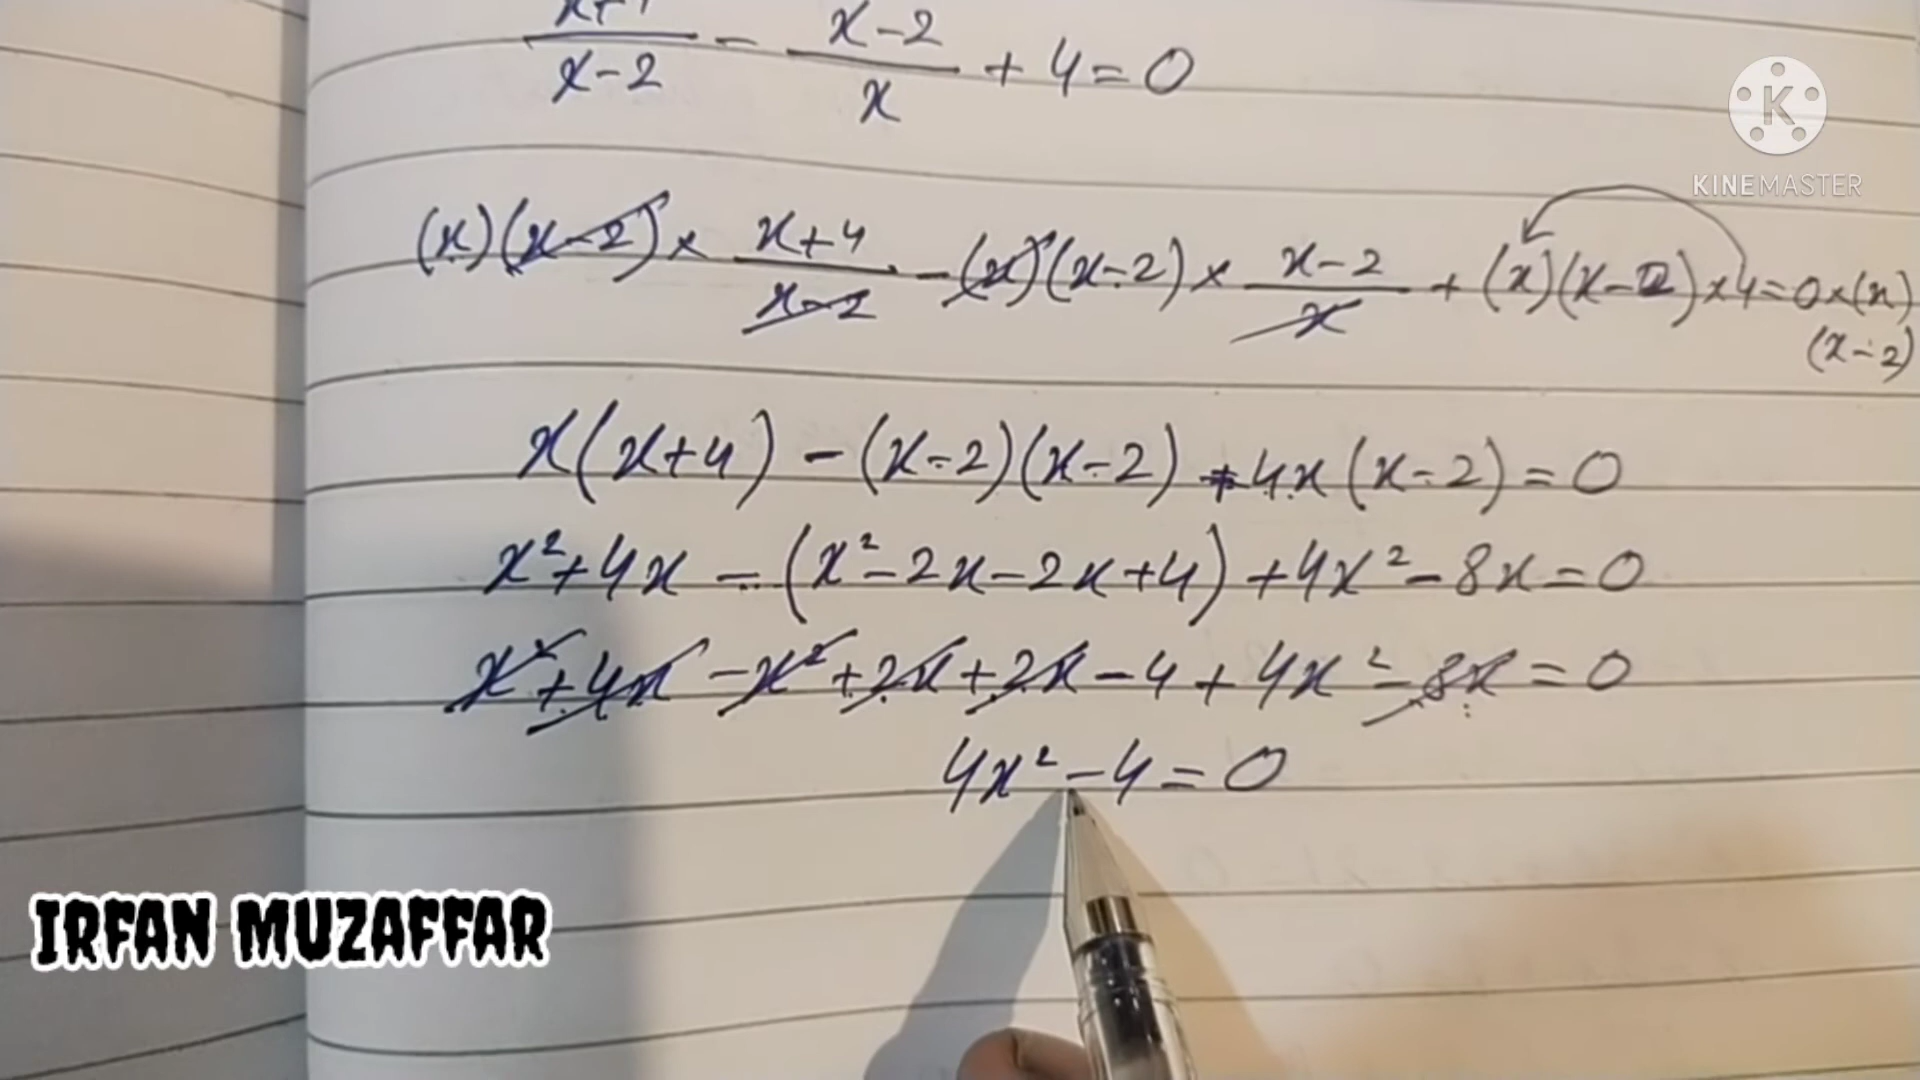 x+4/x-2 - x-2/x + 4 = 0
KINEMASTER
(x)(x-2) × x+4/x-2 - (x)(x-2) × x-2/x + (x)(x-2) × 4 = 0 × (x)
(x-2)
x(x+4) - (x-2)(x-2) + 4x(x-2) = 0
x² + 4x - (x² - 2x - 2x + 4) + 4x² - 8x = 0
x² + 4x - x² + 2x + 2x - 4 + 4x² - 8x = 0
4x² - 4 = 0
IRFAN MUZAFFAR